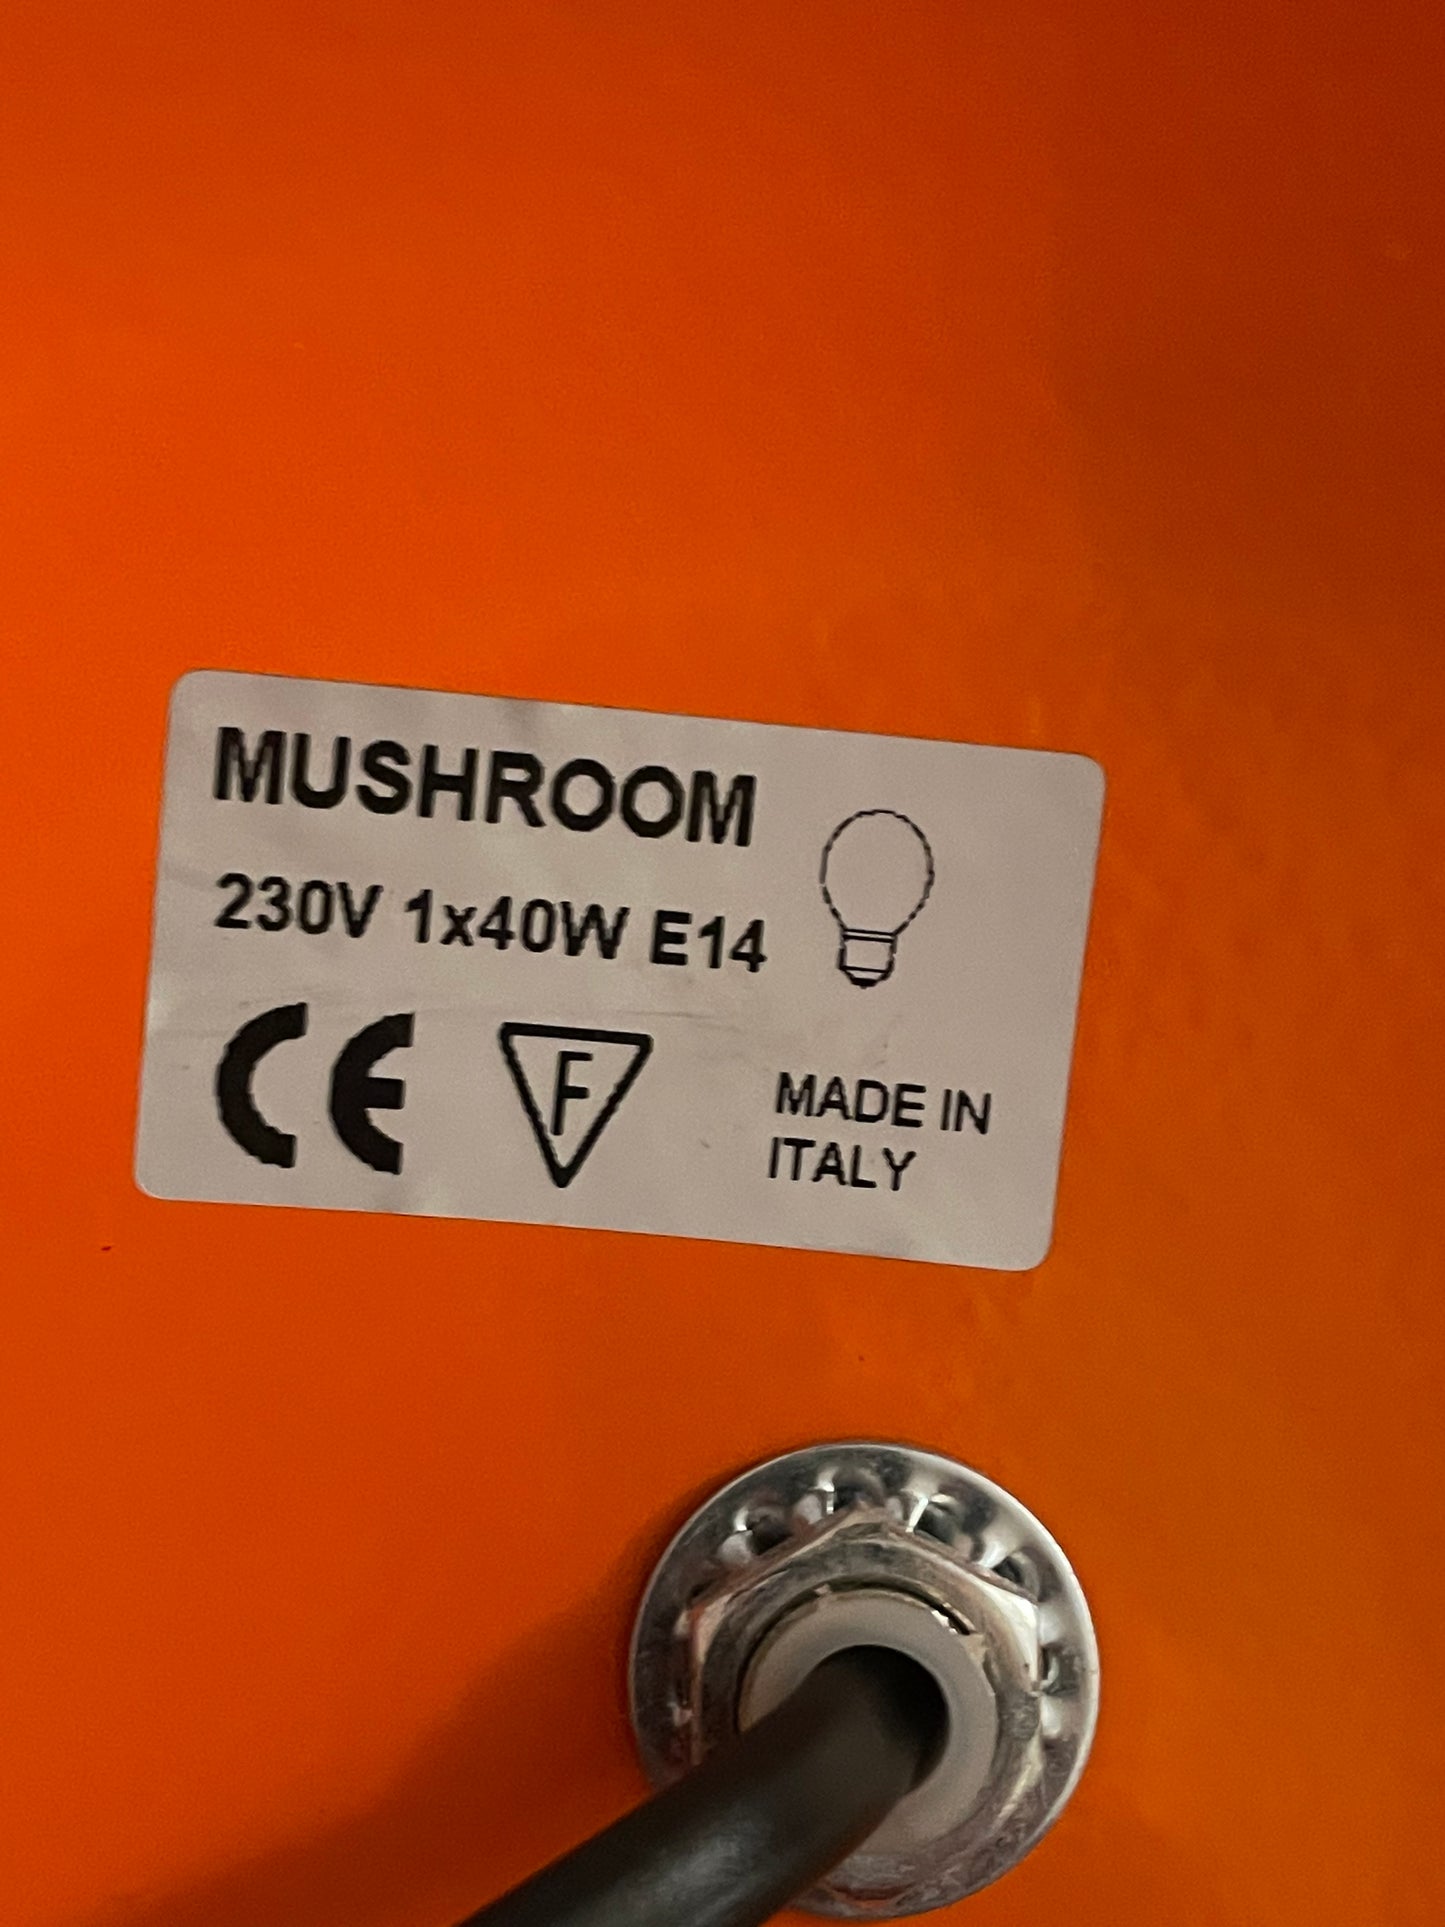 MUSHROOM
230V 1x40W E14
CE F
MADE IN
ITALY